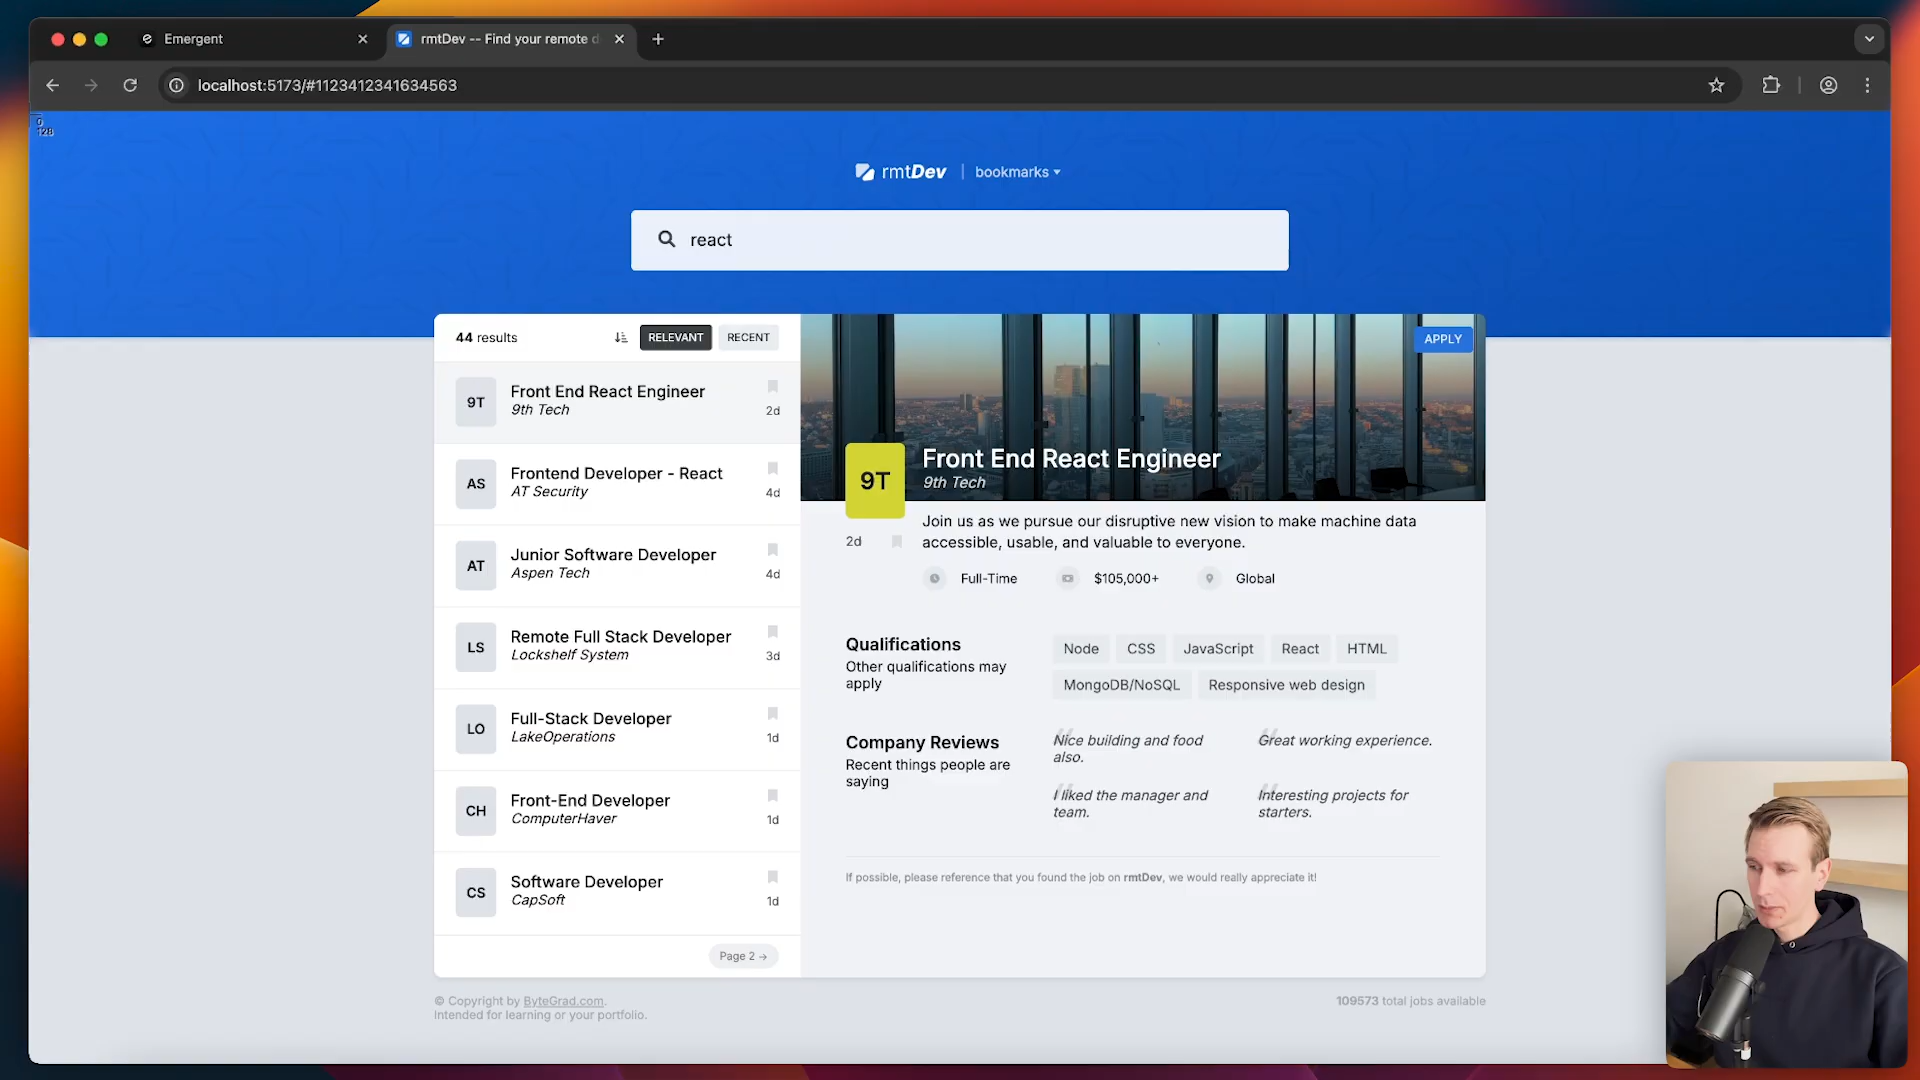 Emergent
rmtDev -- Find your remote d
localhost:5173/#1123412341634563
0
128
rmtDev
bookmarks
react
44 results
RELEVANT
RECENT
APPLY
9T
Front End React Engineer
9th Tech
2d
AS
Frontend Developer - React
AT Security
4d
AT
Junior Software Developer
Aspen Tech
4d
LS
Remote Full Stack Developer
Lockshelf System
3d
LO
Full-Stack Developer
LakeOperations
1d
CH
Front-End Developer
ComputerHaver
1d
CS
Software Developer
CapSoft
1d
Page 2 →
9T
Front End React Engineer
9th Tech
2d
Join us as we pursue our disruptive new vision to make machine data
accessible, usable, and valuable to everyone.
Full-Time
$105,000+
Global
Qualifications
Other qualifications may
apply
Node
CSS
JavaScript
React
HTML
MongoDB/NoSQL
Responsive web design
Company Reviews
Recent things people are
saying
Nice building and food
also.
Great working experience.
I liked the manager and
team.
Interesting projects for
starters.
If possible, please reference that you found the job on rmtDev, we would really appreciate it!
© Copyright by ByteGrad.com.
Intended for learning or your portfolio.
109573 total jobs available